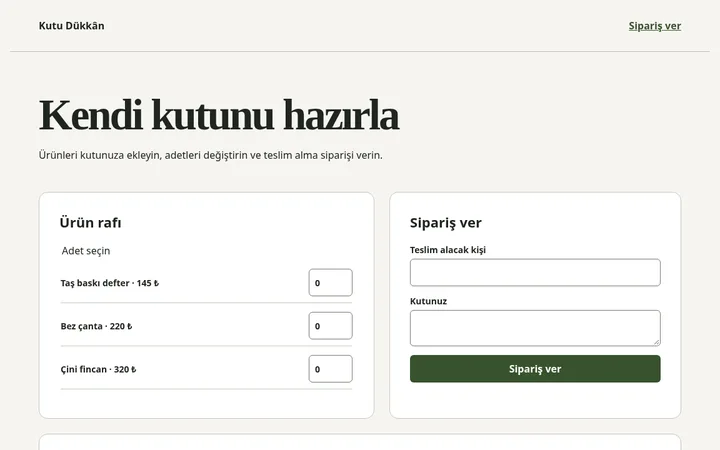 Kutu Dükkân
Sipariş ver
Kendi kutunu hazırla
Ürünleri kutunuza ekleyin, adetleri değiştirin ve teslim alma siparişi verin.
Ürün rafı
Adet seçin
Taş baskı defter · 145 ₺
0
Bez çanta · 220 ₺
0
Çini fincan · 320 ₺
0
Sipariş ver
Teslim alacak kişi
Kutunuz
Sipariş ver